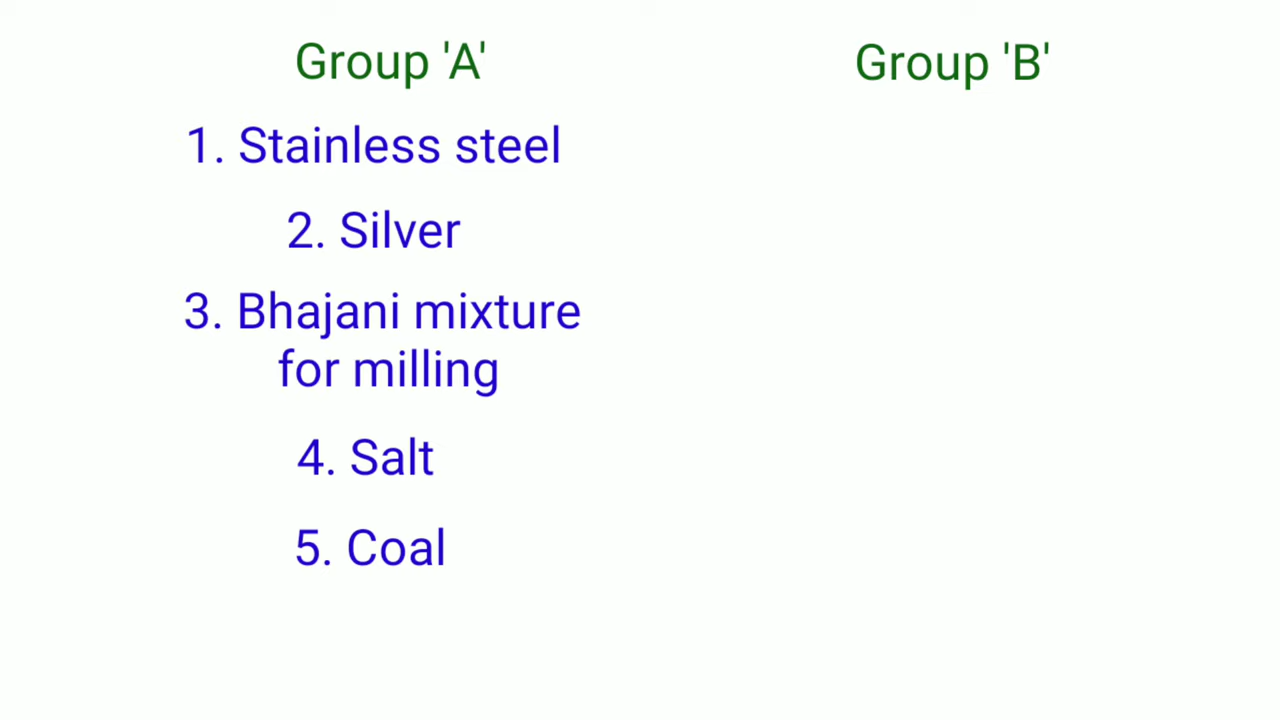 Group 'A'
Group 'B'
1. Stainless steel
2. Silver
3. Bhajani mixture
for milling
4. Salt
5. Coal